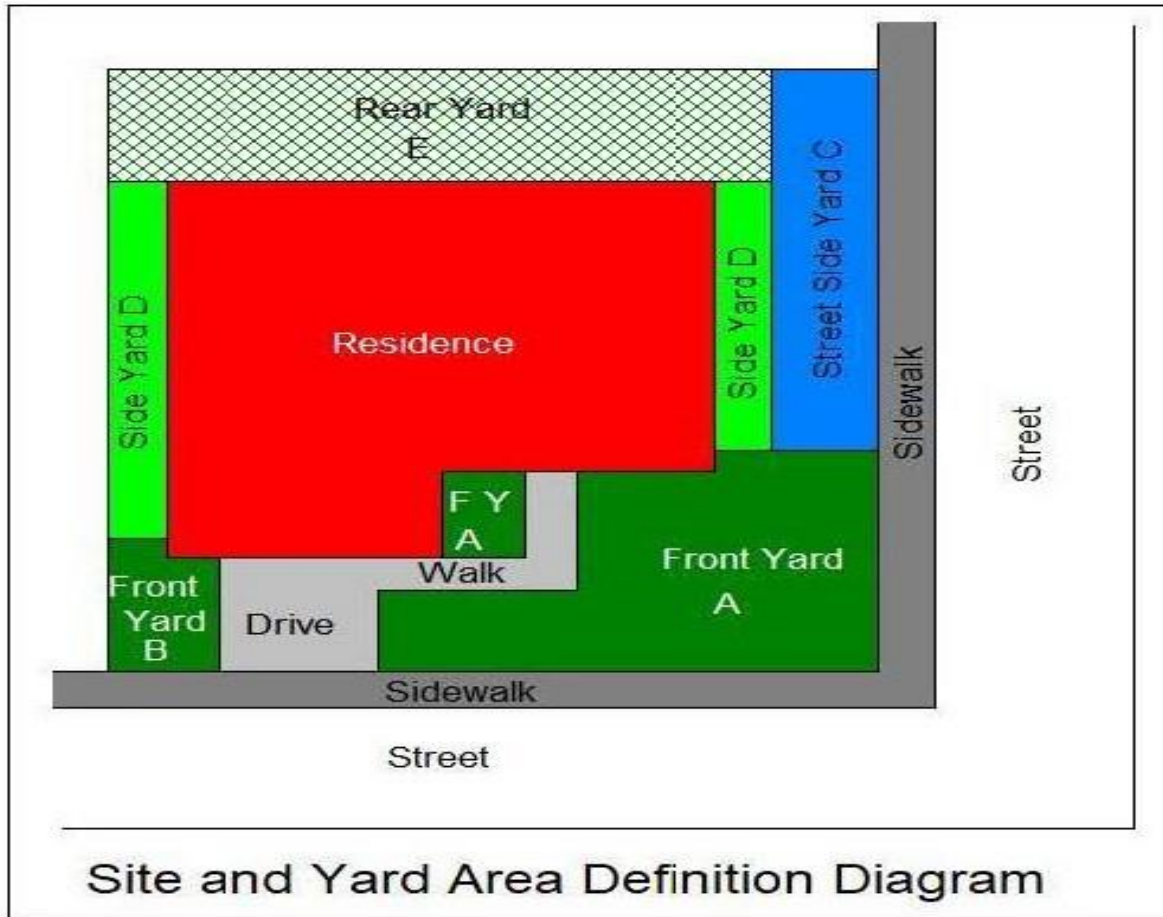 Rear Yard
E
Side Yard D
Residence
Side Yard D
Street Side Yard C
Sidewalk
Street
F Y
A
Walk
Front Yard
A
Front
Yard
B
Drive
Sidewalk
Street
Site and Yard Area Definition Diagram